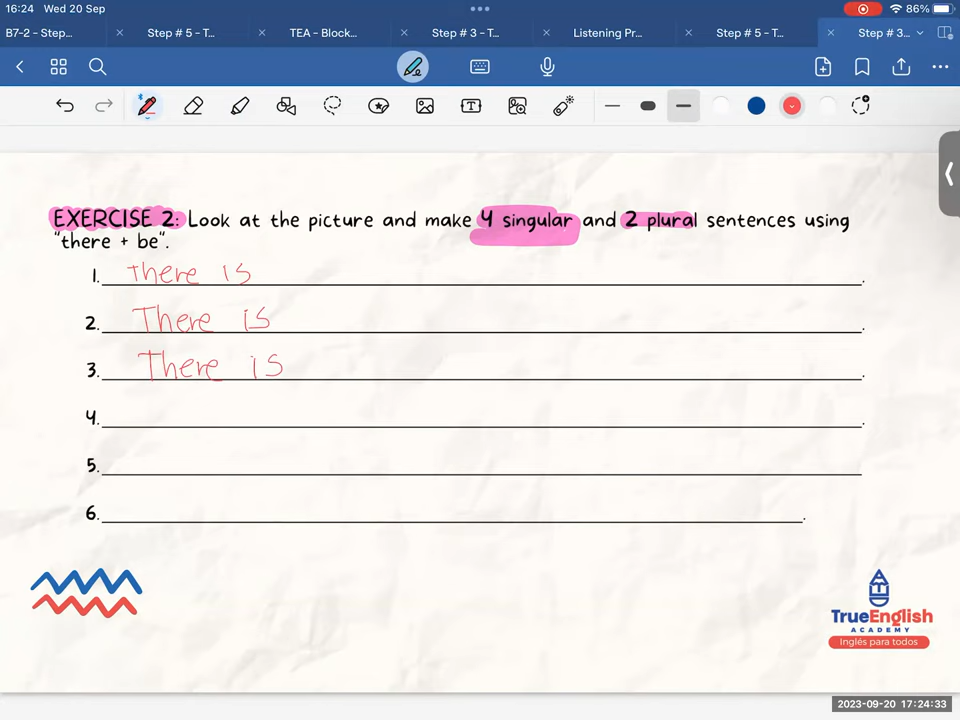 16:24 Wed 20 Sep 86%
B7-2 – Step... Step # 5 - T... TEA - Block... Step # 3 - T... Listening Pr... Step # 5 - T... Step # 3...
EXERCISE 2: Look at the picture and make 4 singular and 2 plural sentences using
"there + be".
1. There is .
2. There is .
3. There is .
4. .
5.
6. .
TrueEnglish
ACADEMY
Inglés para todos
2023-09-20 17:24:33